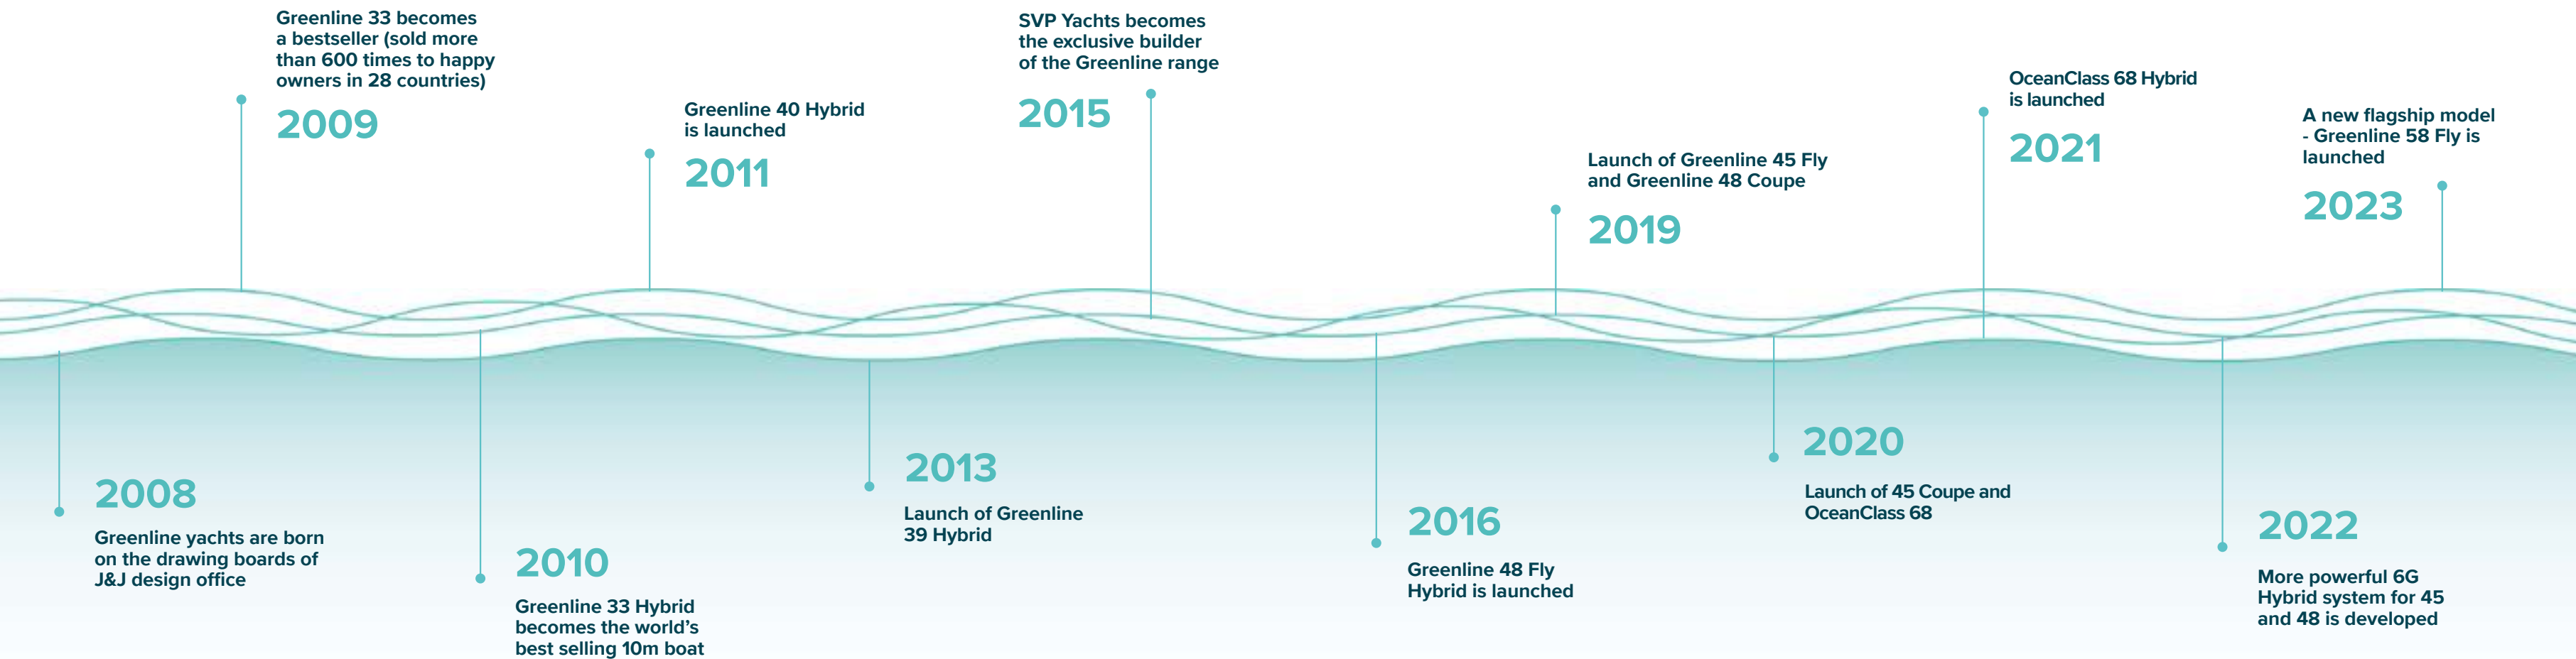 Greenline 33 becomes
a bestseller (sold more
than 600 times to happy
owners in 28 countries)
2009
Greenline 40 Hybrid
is launched
2011
SVP Yachts becomes
the exclusive builder
of the Greenline range
2015
Launch of Greenline 45 Fly
and Greenline 48 Coupe
2019
OceanClass 68 Hybrid
is launched
2021
A new flagship model
- Greenline 58 Fly is
launched
2023
2008
Greenline yachts are born
on the drawing boards of
J&J design office
2010
Greenline 33 Hybrid
becomes the world’s
best selling 10m boat
2013
Launch of Greenline
39 Hybrid
2016
Greenline 48 Fly
Hybrid is launched
2020
Launch of 45 Coupe and
OceanClass 68
2022
More powerful 6G
Hybrid system for 45
and 48 is developed